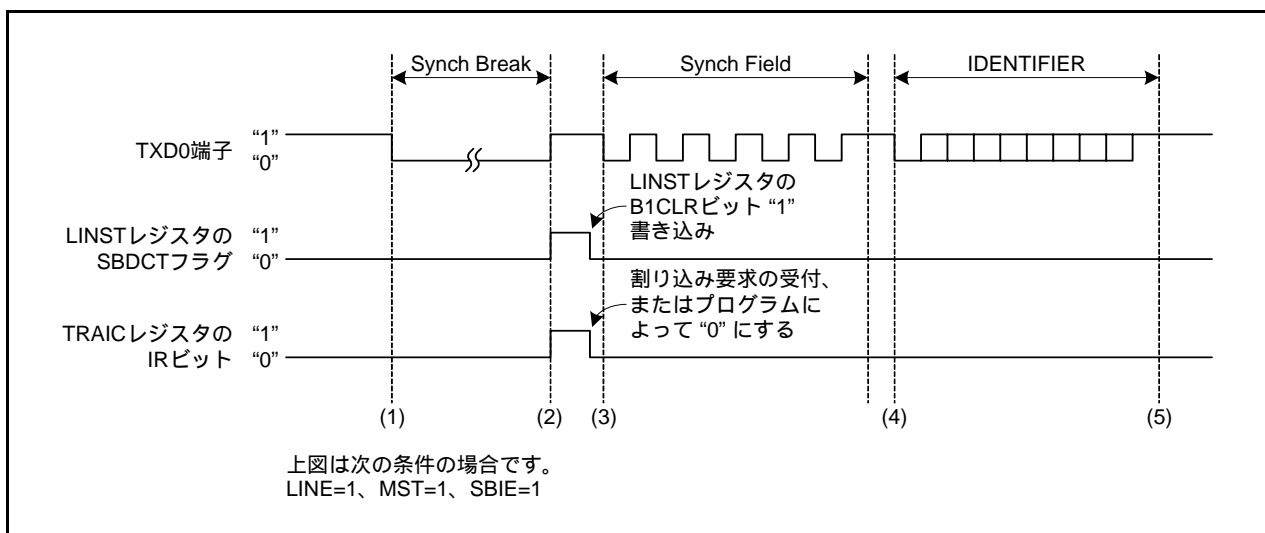 Synch Break
Synch Field
IDENTIFIER
TXD0端子
“1”
“0”
LINSTレジスタの
B1CLRビット “1”
書き込み
LINSTレジスタの
SBDCTフラグ
“1”
“0”
割り込み要求の受付、
またはプログラムに
よって “0” にする
TRAICレジスタの
IRビット
“1”
“0”
(1)
(2)
(3)
(4)
(5)
上図は次の条件の場合です。
LINE=1、MST=1、SBIE=1